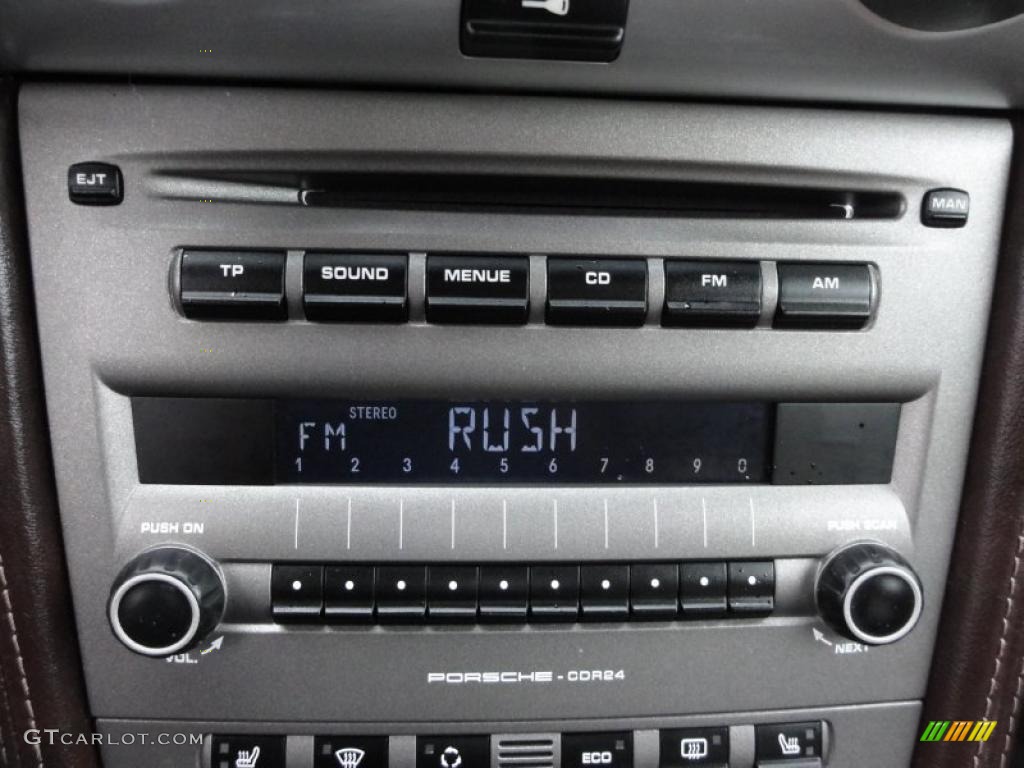 EJT
MAN
TP SOUND MENUE CD FM AM
FM STEREO RUSH
1 2 3 4 5 6 7 8 9 0
PUSH ON
PUSH SCAN
VOL.
NEXT
PORSCHE - CDR24
ECO
GTCARLOT.COM